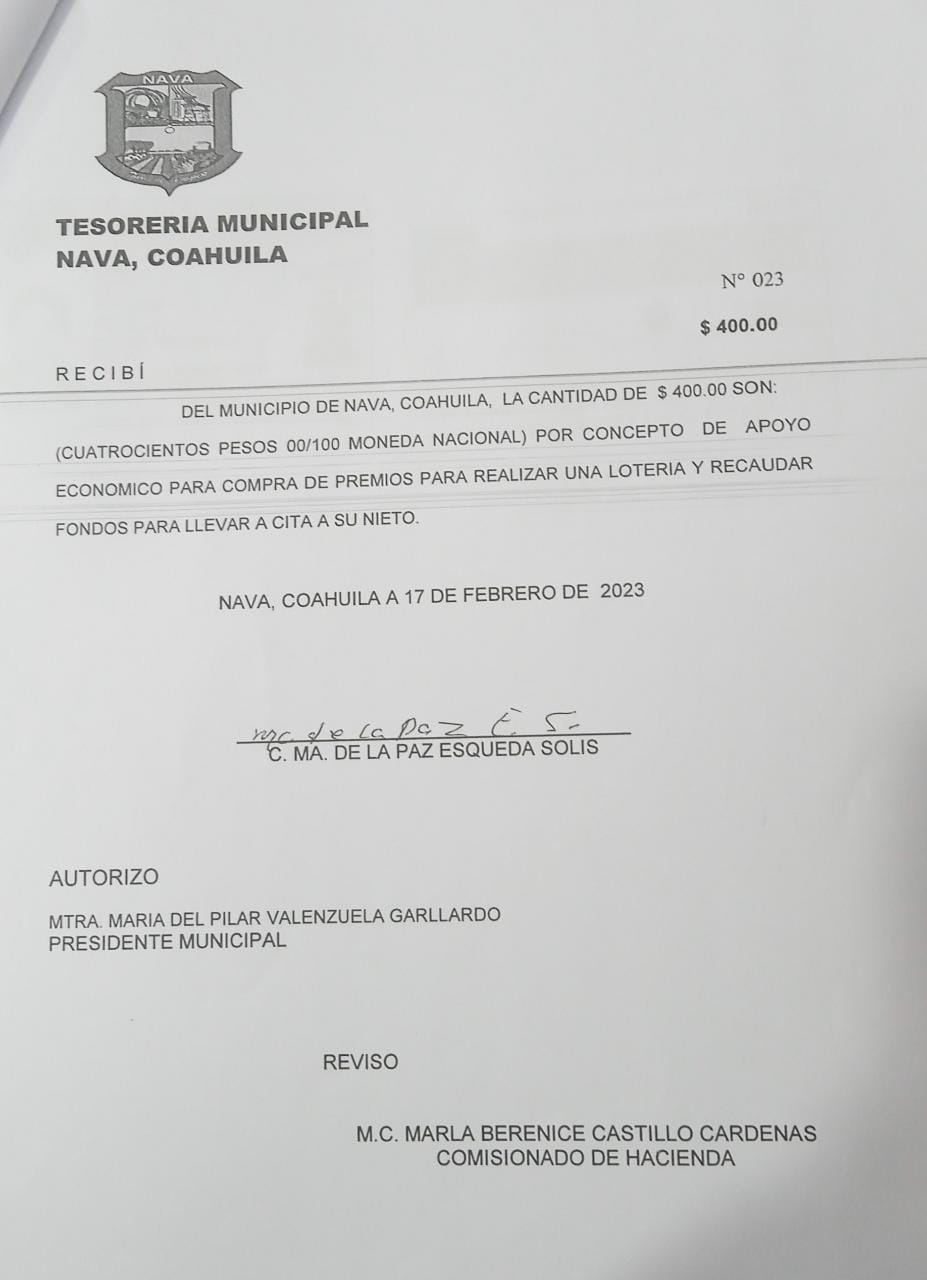 NAVA
TESORERIA MUNICIPAL
NAVA, COAHUILA
N° 023
$ 400.00
RECIBÍ
DEL MUNICIPIO DE NAVA, COAHUILA, LA CANTIDAD DE $ 400.00 SON:
(CUATROCIENTOS PESOS 00/100 MONEDA NACIONAL) POR CONCEPTO DE APOYO
ECONOMICO PARA COMPRA DE PREMIOS PARA REALIZAR UNA LOTERIA Y RECAUDAR
FONDOS PARA LLEVAR A CITA A SU NIETO.
NAVA, COAHUILA A 17 DE FEBRERO DE 2023
Ma. de la Paz E. S.
C. MA. DE LA PAZ ESQUEDA SOLIS
AUTORIZO
MTRA. MARIA DEL PILAR VALENZUELA GARLLARDO
PRESIDENTE MUNICIPAL
REVISO
M.C. MARLA BERENICE CASTILLO CARDENAS
COMISIONADO DE HACIENDA